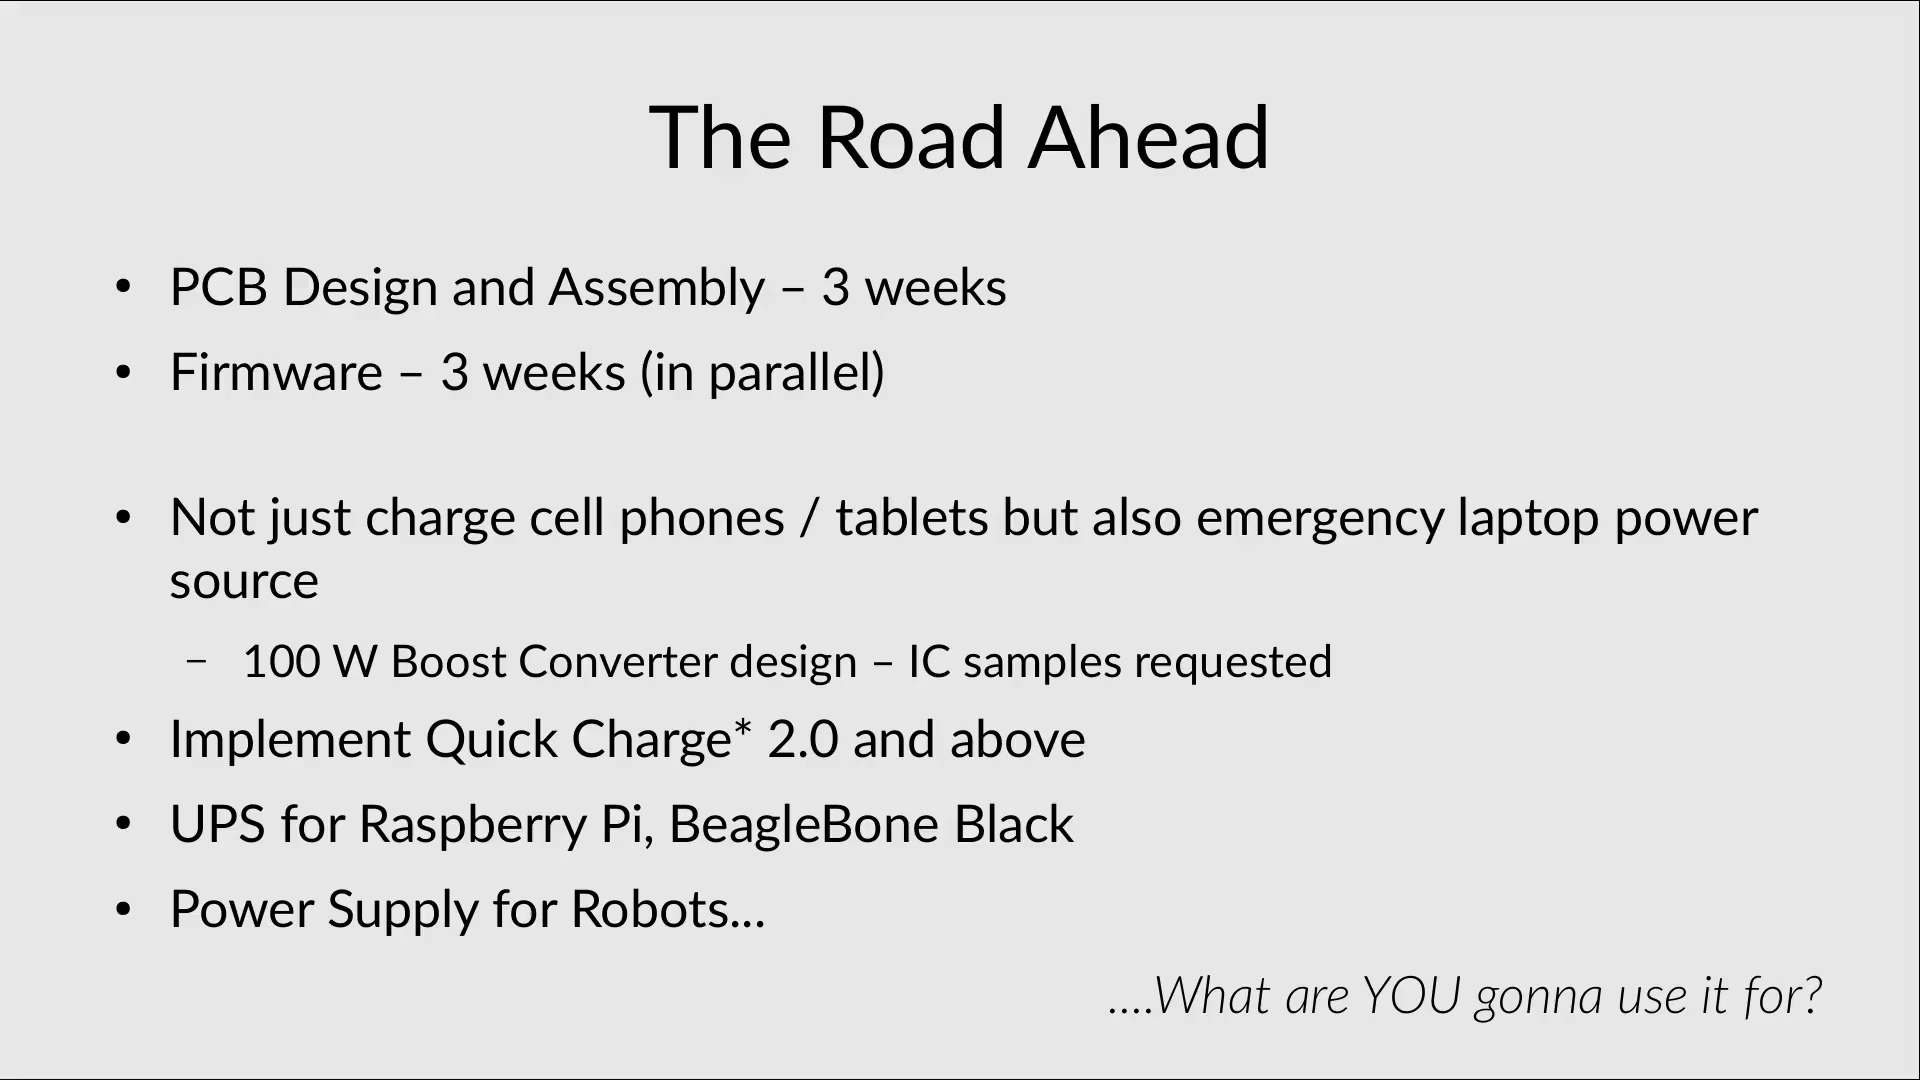 The Road Ahead
• PCB Design and Assembly – 3 weeks
• Firmware – 3 weeks (in parallel)
• Not just charge cell phones / tablets but also emergency laptop power
source
– 100 W Boost Converter design – IC samples requested
• Implement Quick Charge* 2.0 and above
• UPS for Raspberry Pi, BeagleBone Black
• Power Supply for Robots...
....What are YOU gonna use it for?